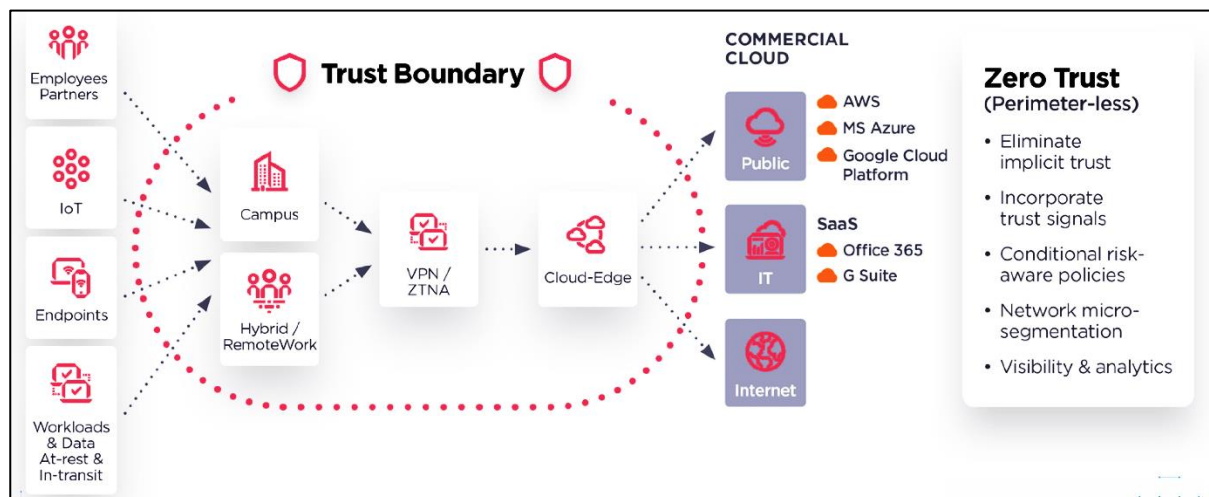 Employees
Partners
IoT
Endpoints
Workloads
& Data
At-rest &
In-transit
Trust Boundary
Campus
Hybrid /
RemoteWork
VPN /
ZTNA
Cloud-Edge
COMMERCIAL
CLOUD
Public
AWS
MS Azure
Google Cloud
Platform
IT
SaaS
Office 365
G Suite
Internet
Zero Trust
(Perimeter-less)
• Eliminate
implicit trust
• Incorporate
trust signals
• Conditional risk-
aware policies
• Network micro-
segmentation
• Visibility & analytics